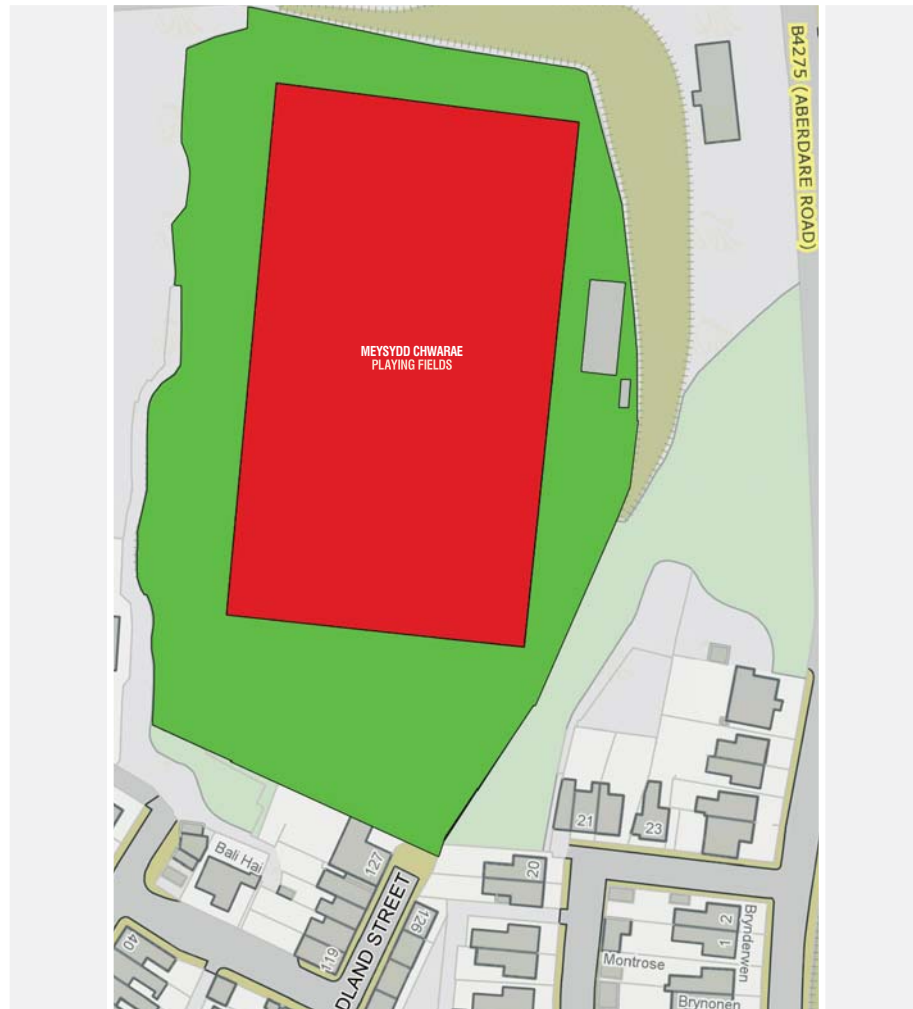 B4275 (ABERDARE ROAD)
MEYSYDD CHWARAE
PLAYING FIELDS
21
23
Bali Hai
127
20
126
DLAND STREET
119
40
2
1
Brynderwen
Montrose
Brynonen